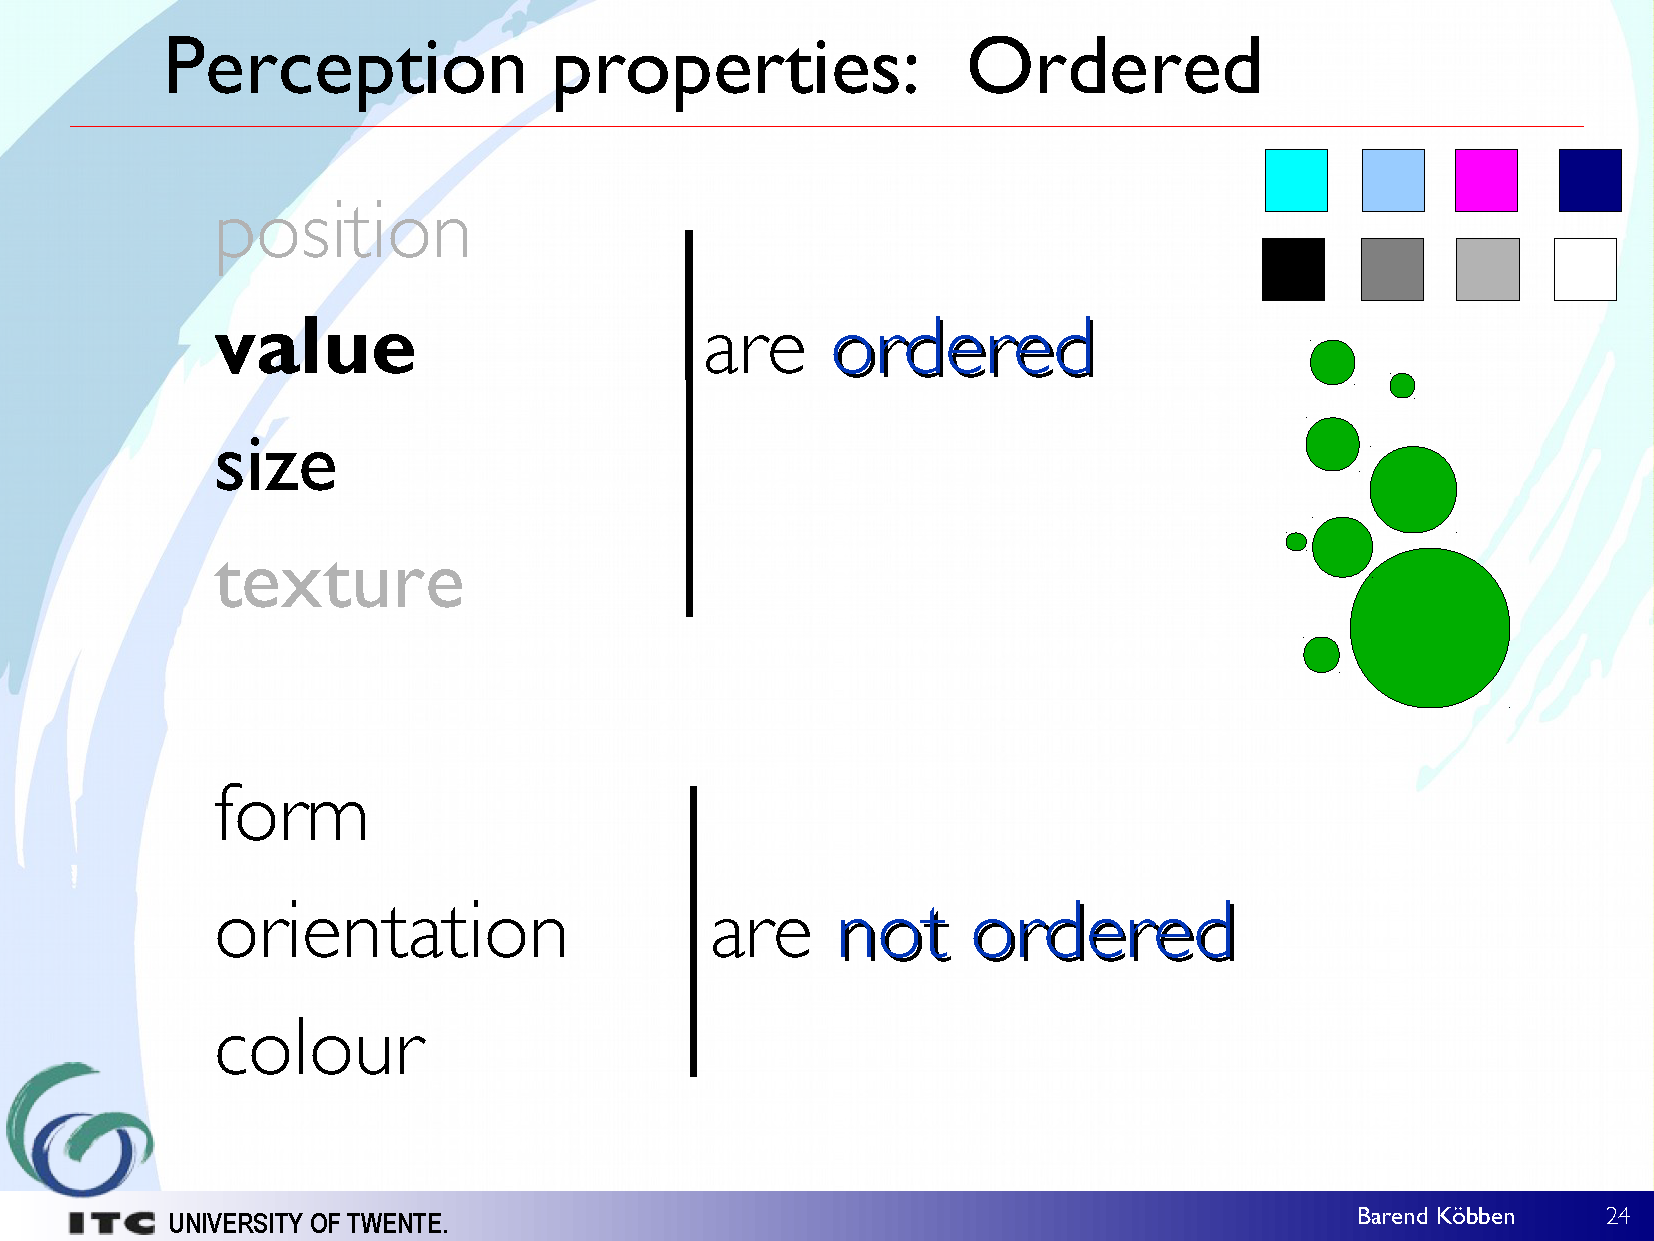 Perception properties: Ordered
position
value
are ordered
size
texture
form
orientation
are not ordered
colour
ITC UNIVERSITY OF TWENTE.
Barend Köbben 24